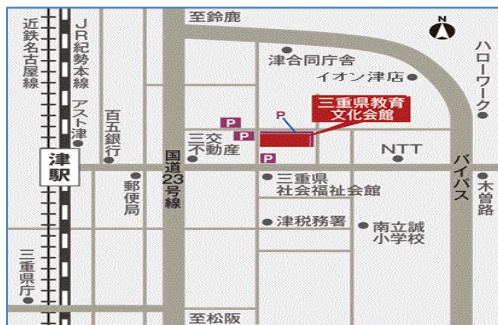 至鈴鹿
N
近鉄名古屋線
JR紀勢本線
アスト津
百五銀行
津合同庁舎
イオン津店
ハローワーク
三重県教育
文化会館
P
P
P
P
三交
不動産
NTT
津駅
国道23号線
バイパス
郵便局
三重県
社会福祉会館
木曽路
津税務署
南立誠
小学校
三重県庁
至松阪